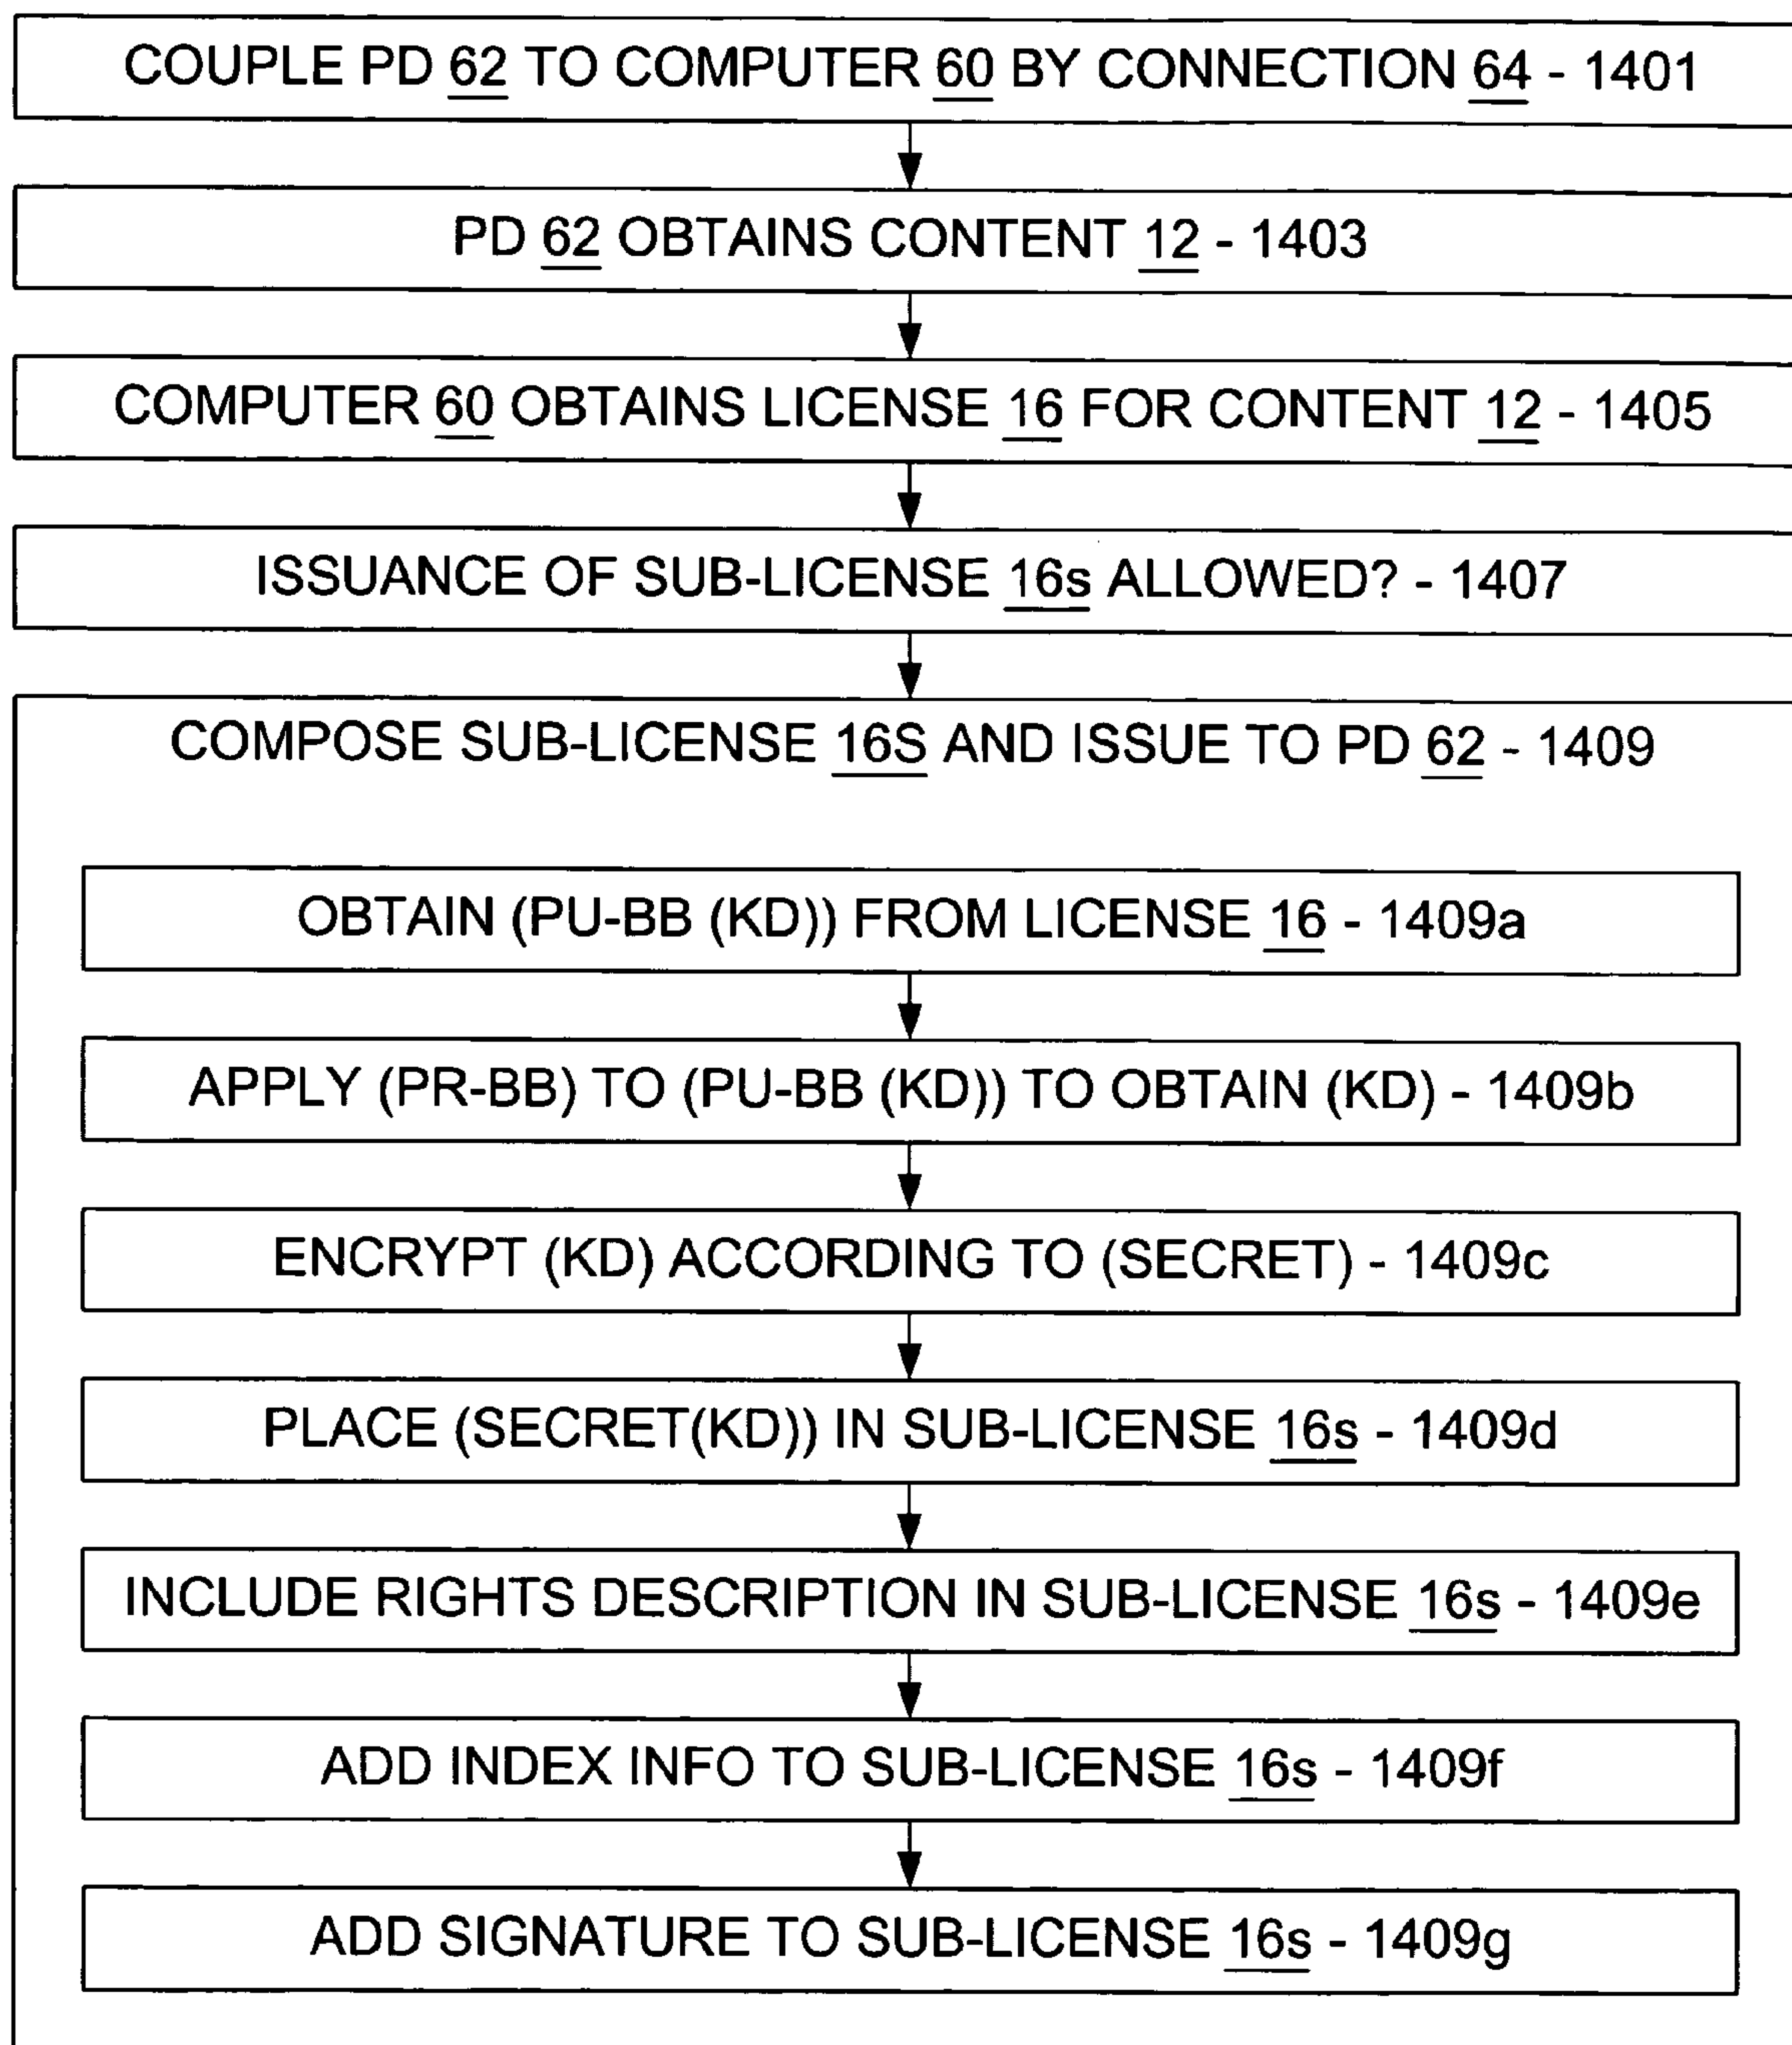 COUPLE PD 62 TO COMPUTER 60 BY CONNECTION 64 - 1401
PD 62 OBTAINS CONTENT 12 - 1403
COMPUTER 60 OBTAINS LICENSE 16 FOR CONTENT 12 - 1405
ISSUANCE OF SUB-LICENSE 16s ALLOWED? - 1407
COMPOSE SUB-LICENSE 16S AND ISSUE TO PD 62 - 1409
OBTAIN (PU-BB (KD)) FROM LICENSE 16 - 1409a
APPLY (PR-BB) TO (PU-BB (KD)) TO OBTAIN (KD) - 1409b
ENCRYPT (KD) ACCORDING TO (SECRET) - 1409c
PLACE (SECRET(KD)) IN SUB-LICENSE 16s - 1409d
INCLUDE RIGHTS DESCRIPTION IN SUB-LICENSE 16s - 1409e
ADD INDEX INFO TO SUB-LICENSE 16s - 1409f
ADD SIGNATURE TO SUB-LICENSE 16s - 1409g